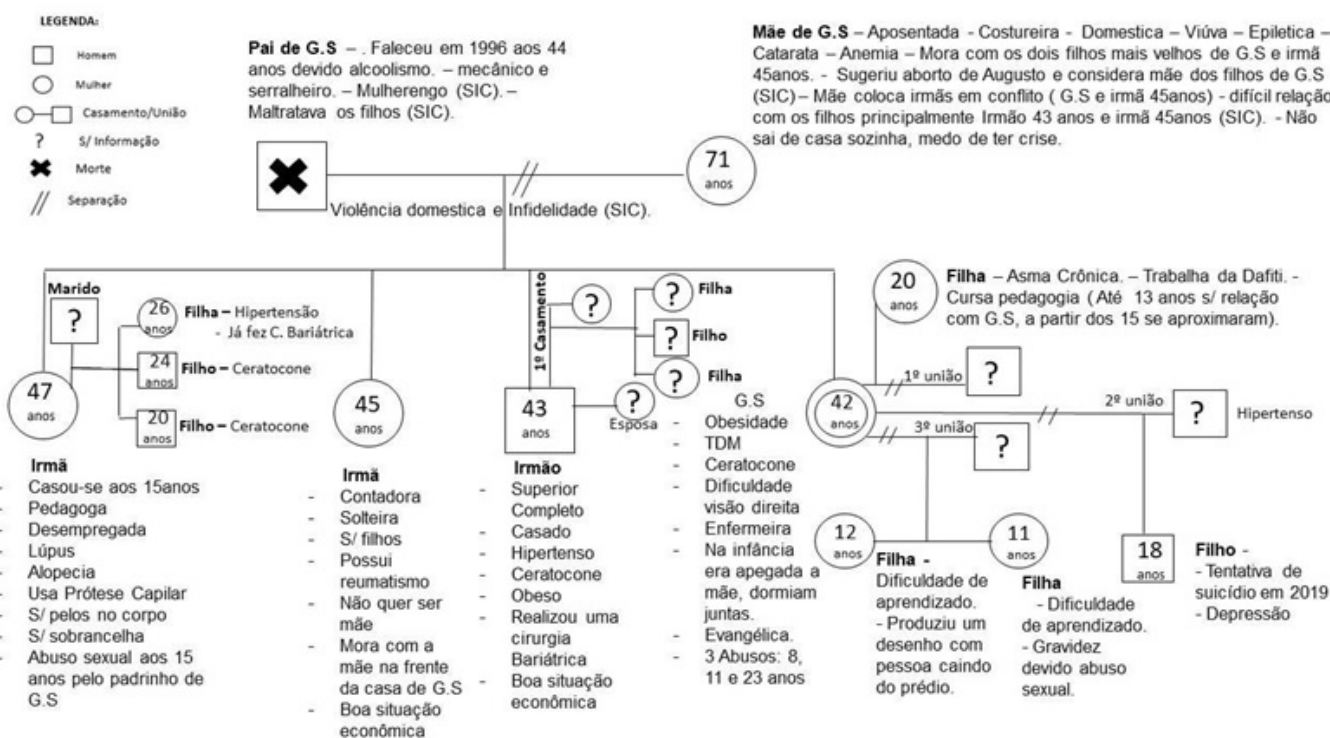 LEGENDA:
Homem
Mulher
Casamento/União
? S/ Informação
Morte
// Separação
Pai de G.S – . Faleceu em 1996 aos 44
anos devido alcoolismo. – mecânico e
serralheiro. – Mulherengo (SIC). –
Maltratava os filhos (SIC).
Mãe de G.S – Aposentada - Costureira - Domestica – Viúva – Epiletica –
Catarata – Anemia – Mora com os dois filhos mais velhos de G.S e irmã
45anos. - Sugeriu aborto de Augusto e considera mãe dos filhos de G.S
(SIC) – Mãe coloca irmãs em conflito ( G.S e irmã 45anos) - difícil relação
com os filhos principalmente Irmão 43 anos e irmã 45anos (SIC). - Não
sai de casa sozinha, medo de ter crise.
71
anos
Violência domestica e Infidelidade (SIC).
Marido
?
26
anos
Filha – Hipertensão
- Já fez C. Bariátrica
24
anos
Filho – Ceratocone
20
anos
Filho – Ceratocone
47
anos
Irmã
- Casou-se aos 15anos
- Pedagoga
- Desempregada
- Lúpus
- Alopecia
- Usa Prótese Capilar
- S/ pelos no corpo
- S/ sobrancelha
- Abuso sexual aos 15
anos pelo padrinho de
G.S
45
anos
Irmã
- Contadora
- Solteira
- S/ filhos
- Possui
reumatismo
- Não quer ser
mãe
- Mora com a
mãe na frente
da casa de G.S
- Boa situação
econômica
1º Casamento
?
?
Filha
?
Filho
?
Filha
43
anos
?
Esposa
Irmão
- Superior
Completo
- Casado
- Hipertenso
- Ceratocone
- Obeso
- Realizou uma
cirurgia
Bariátrica
- Boa situação
econômica
G.S
- Obesidade
- TDM
- Ceratocone
- Dificuldade
visão direita
- Enfermeira
- Na infância
era apegada a
mãe, dormiam
juntas.
- Evangélica.
- 3 Abusos: 8,
11 e 23 anos
42
anos
20
anos
Filha – Asma Crônica. – Trabalha da Dafiti. -
Cursa pedagogia ( Até 13 anos s/ relação
com G.S, a partir dos 15 se aproximaram).
1º união
?
2º união
?
Hipertenso
3º união
?
12
anos
Filha -
Dificuldade de
aprendizado.
- Produziu um
desenho com
pessoa caindo
do prédio.
11
anos
Filha
- Dificuldade
de aprendizado.
- Gravidez
devido abuso
sexual.
18
anos
Filho -
- Tentativa de
suicídio em 2019
- Depressão